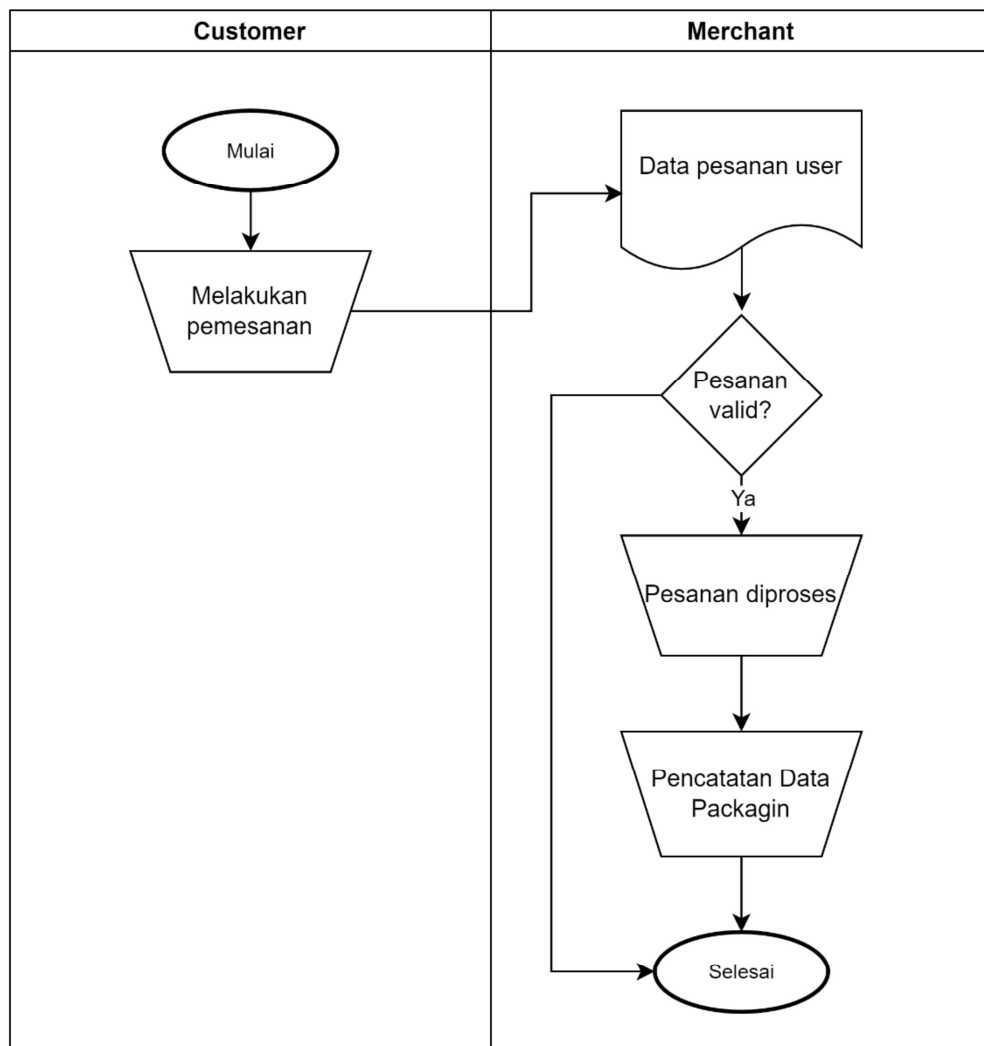 Customer
Merchant
Mulai
Melakukan
pemesanan
Data pesanan user
Pesanan
valid?
Ya
Pesanan diproses
Pencatatan Data
Packagin
Selesai